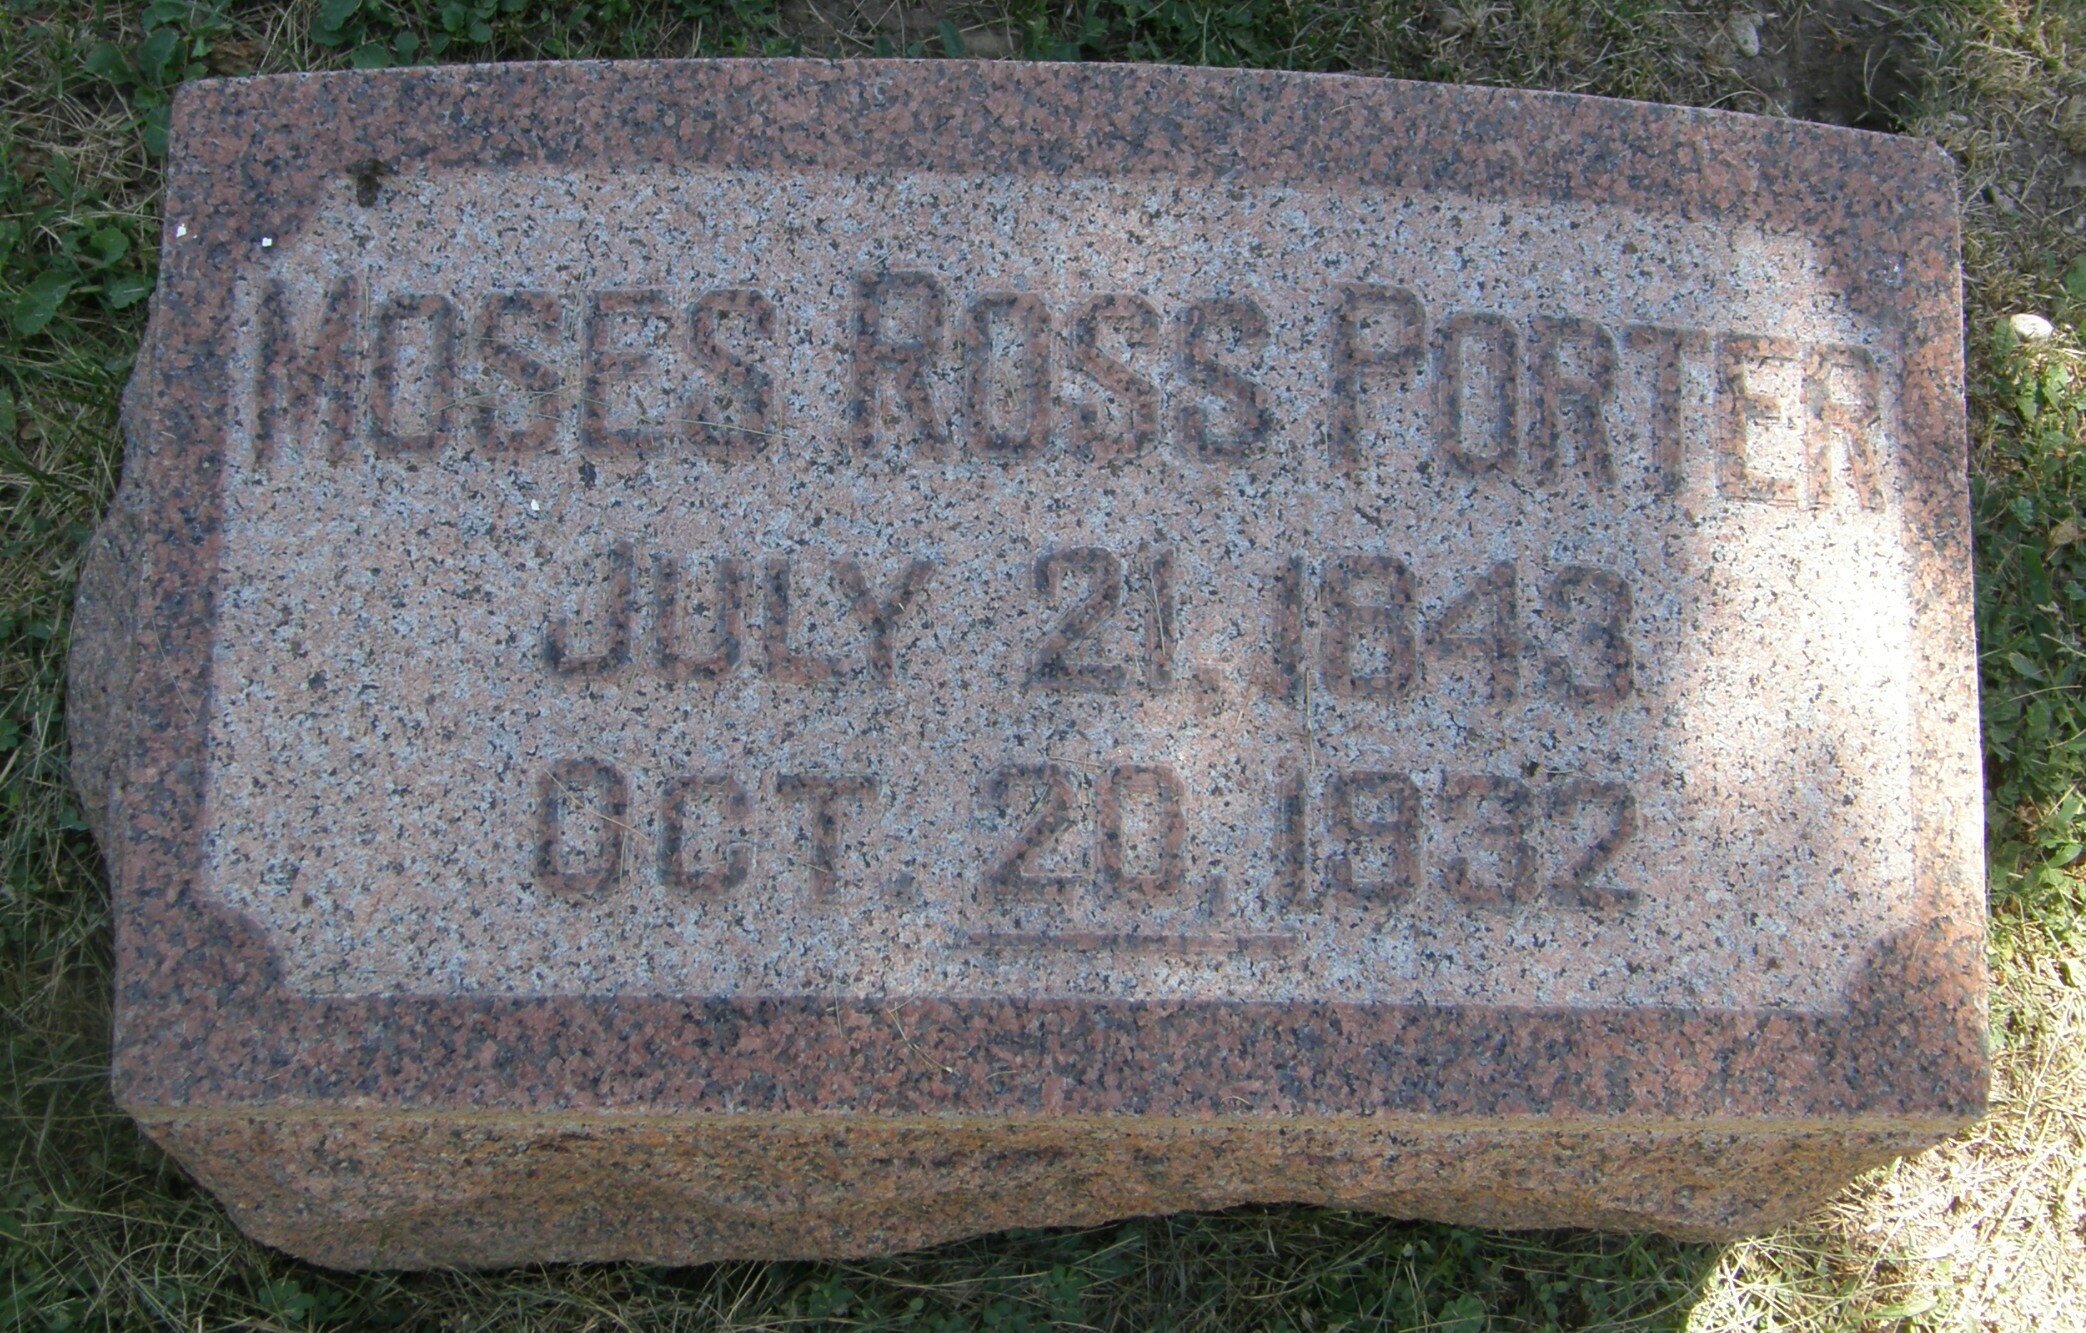 MOSES ROSS PORTER
JULY 21, 1843
OCT. 20, 1932